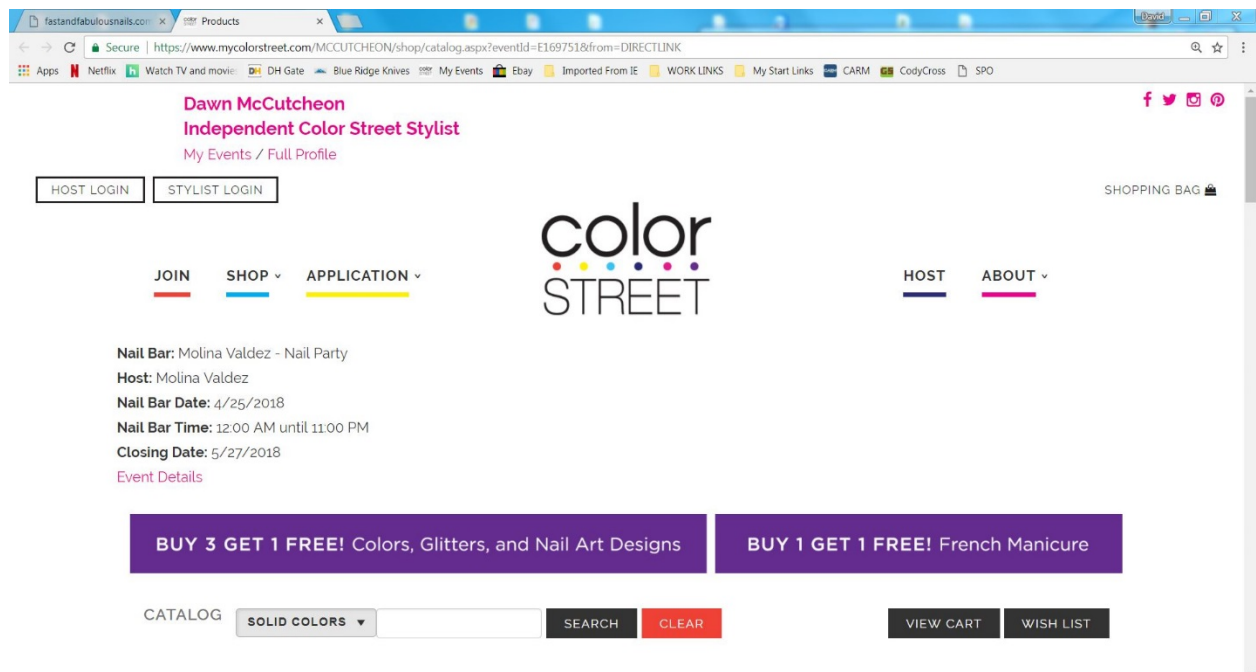 fastandfabulousnails.com
Products
David
Secure | https://www.mycolorstreet.com/MCCUTCHEON/shop/catalog.aspx?eventId=E169751&from=DIRECTLINK
Apps Netflix Watch TV and movie DH DH Gate Blue Ridge Knives color My Events Ebay Imported From IE WORK LINKS My Start Links CARM GS CodyCross SPO
Dawn McCutcheon
Independent Color Street Stylist
My Events / Full Profile
HOST LOGIN STYLIST LOGIN SHOPPING BAG
color
STREET
JOIN SHOP APPLICATION HOST ABOUT
Nail Bar: Molina Valdez - Nail Party
Host: Molina Valdez
Nail Bar Date: 4/25/2018
Nail Bar Time: 12:00 AM until 11:00 PM
Closing Date: 5/27/2018
Event Details
BUY 3 GET 1 FREE! Colors, Glitters, and Nail Art Designs BUY 1 GET 1 FREE! French Manicure
CATALOG SOLID COLORS SEARCH CLEAR VIEW CART WISH LIST